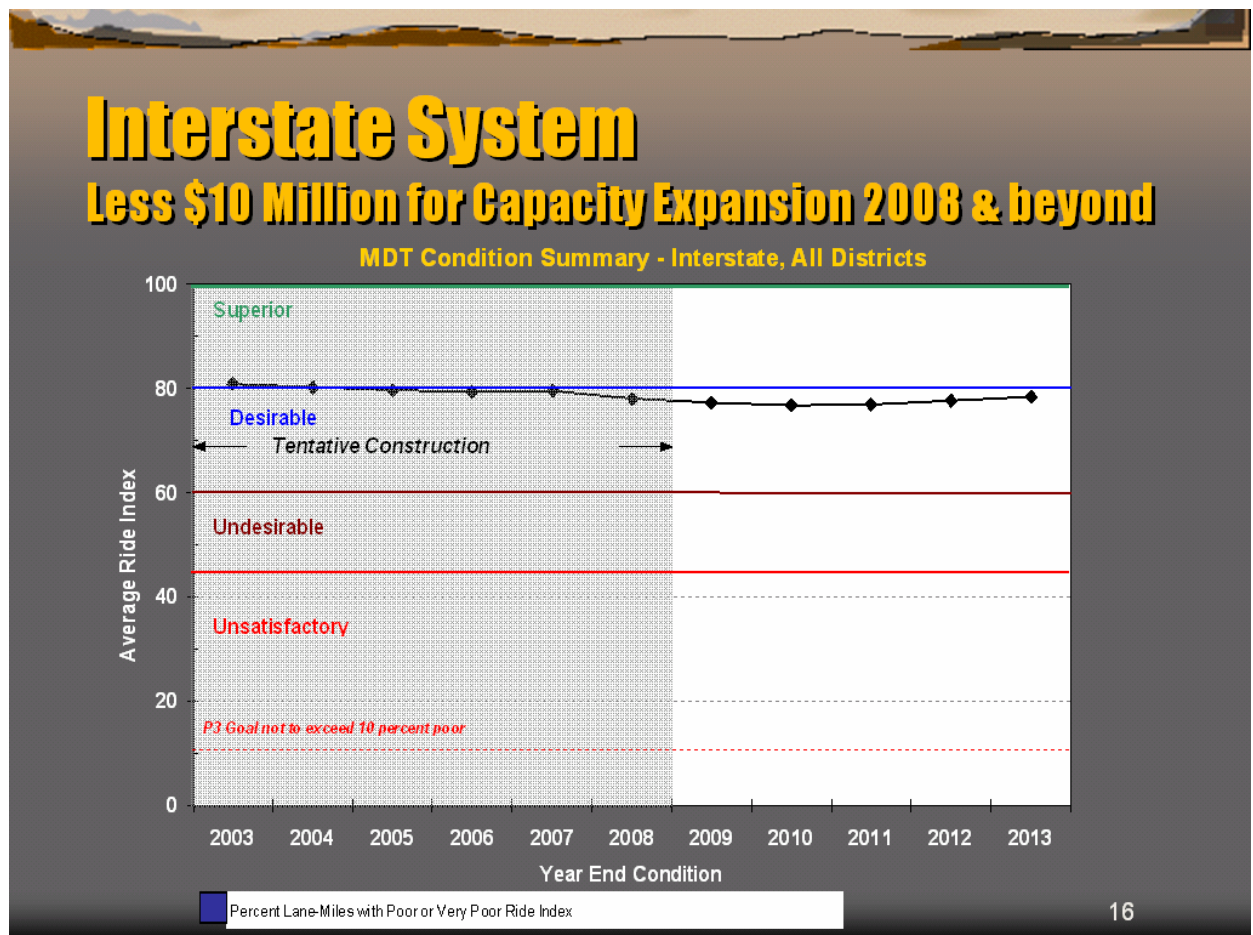 Interstate System
Less $10 Million for Capacity Expansion 2008 & beyond
MDT Condition Summary - Interstate, All Districts
100
80
60
40
20
0
Average Ride Index
Superior
Desirable
Tentative Construction
Undesirable
Unsatisfactory
P3 Goal not to exceed 10 percent poor
2003 2004 2005 2006 2007 2008 2009 2010 2011 2012 2013
Year End Condition
Percent Lane-Miles with Poor or Very Poor Ride Index
16